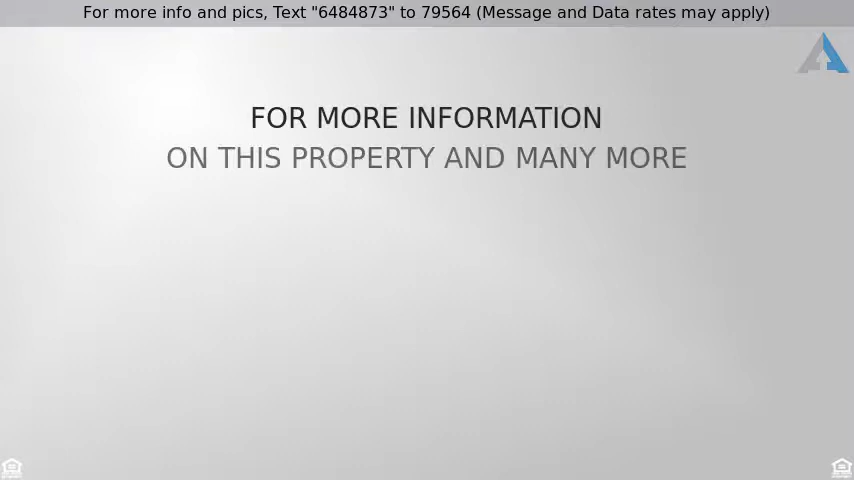 For more info and pics, Text "6484873" to 79564 (Message and Data rates may apply)
FOR MORE INFORMATION
ON THIS PROPERTY AND MANY MORE